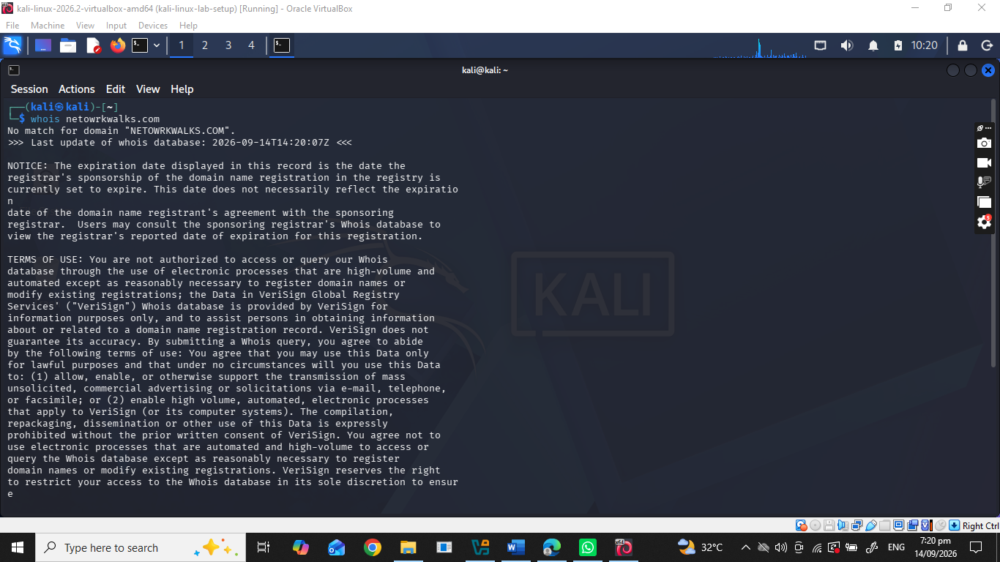 kali-linux-2026.2-virtualbox-amd64 (kali-linux-lab-setup) [Running] - Oracle VirtualBox
File Machine View Input Devices Help
1 2 3 4 10:20
kali@kali: ~
Session Actions Edit View Help
┌──(kali㉿kali)-[~]
└─$ whois netowrkwalks.com
No match for domain "NETOWRKWALKS.COM".
>>> Last update of whois database: 2026-09-14T14:20:07Z <<<
NOTICE: The expiration date displayed in this record is the date the
registrar's sponsorship of the domain name registration in the registry is
currently set to expire. This date does not necessarily reflect the expiratio
n
date of the domain name registrant's agreement with the sponsoring
registrar.  Users may consult the sponsoring registrar's Whois database to
view the registrar's reported date of expiration for this registration.
TERMS OF USE: You are not authorized to access or query our Whois
database through the use of electronic processes that are high-volume and
automated except as reasonably necessary to register domain names or
modify existing registrations; the Data in VeriSign Global Registry
Services' ("VeriSign") Whois database is provided by VeriSign for
information purposes only, and to assist persons in obtaining information
about or related to a domain name registration record. VeriSign does not
guarantee its accuracy. By submitting a Whois query, you agree to abide
by the following terms of use: You agree that you may use this Data only
for lawful purposes and that under no circumstances will you use this Data
to: (1) allow, enable, or otherwise support the transmission of mass
unsolicited, commercial advertising or solicitations via e-mail, telephone,
or facsimile; or (2) enable high volume, automated, electronic processes
that apply to VeriSign (or its computer systems). The compilation,
repackaging, dissemination or other use of this Data is expressly
prohibited without the prior written consent of VeriSign. You agree not to
use electronic processes that are automated and high-volume to access or
query the Whois database except as reasonably necessary to register
domain names or modify existing registrations. VeriSign reserves the right
to restrict your access to the Whois database in its sole discretion to ensur
e
KALI
5
Right Ctrl
Type here to search
32°C
ENG
7:20 pm
14/09/2026